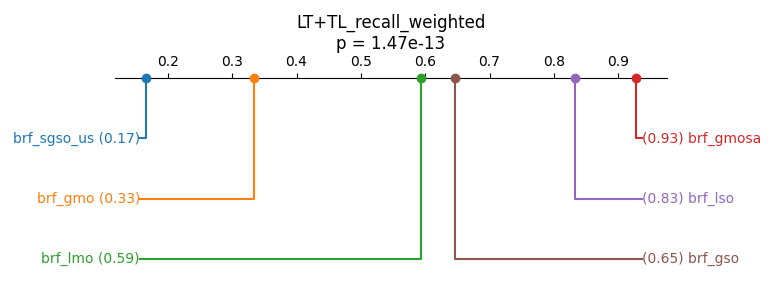 LT+TL_recall_weighted
p = 1.47e-13
0.2 0.3 0.4 0.5 0.6 0.7 0.8 0.9
brf_sgso_us (0.17) (0.93) brf_gmosa
brf_gmo (0.33) (0.83) brf_lso
brf_lmo (0.59) (0.65) brf_gso